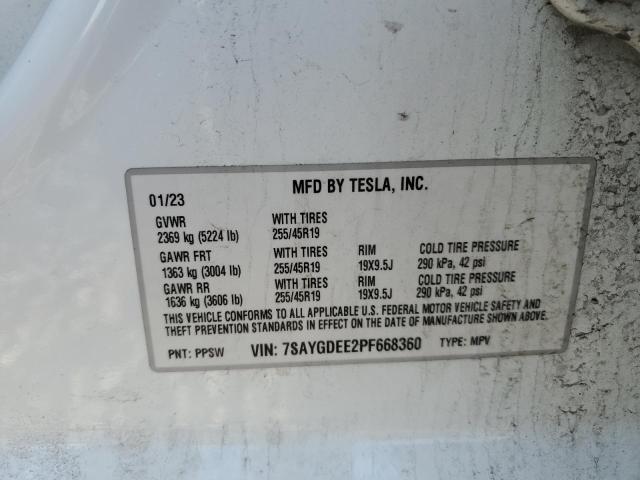 MFD BY TESLA, INC.
01/23
GVWR WITH TIRES
2369 kg (5224 lb) 255/45R19
GAWR FRT WITH TIRES RIM COLD TIRE PRESSURE
1363 kg (3004 lb) 255/45R19 19X9.5J 290 kPa, 42 psi
GAWR RR WITH TIRES RIM COLD TIRE PRESSURE
1636 kg (3606 lb) 255/45R19 19X9.5J 290 kPa, 42 psi
THIS VEHICLE CONFORMS TO ALL APPLICABLE U.S. FEDERAL MOTOR VEHICLE SAFETY AND
THEFT PREVENTION STANDARDS IN EFFECT ON THE DATE OF MANUFACTURE SHOWN ABOVE.
PNT: PPSW VIN: 7SAYGDEE2PF668360 TYPE: MPV